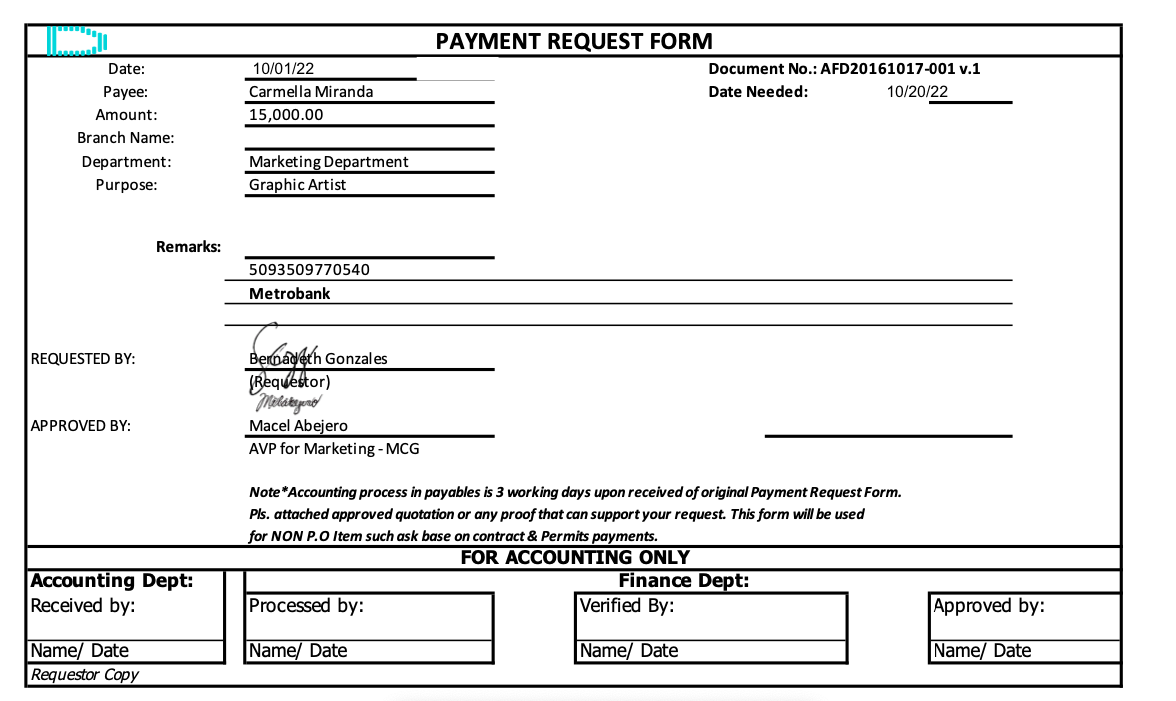 PAYMENT REQUEST FORM
Date: 10/01/22 Document No.: AFD20161017-001 v.1
Payee: Carmella Miranda Date Needed: 10/20/22
Amount: 15,000.00
Branch Name:
Department: Marketing Department
Purpose: Graphic Artist
Remarks:
5093509770540
Metrobank
REQUESTED BY: Bernadeth Gonzales
(Requestor)
APPROVED BY: Macel Abejero
AVP for Marketing - MCG
Note*Accounting process in payables is 3 working days upon received of original Payment Request Form.
Pls. attached approved quotation or any proof that can support your request. This form will be used
for NON P.O Item such ask base on contract & Permits payments.
FOR ACCOUNTING ONLY
Accounting Dept: Finance Dept:
Received by: Processed by: Verified By: Approved by:
Name/ Date Name/ Date Name/ Date Name/ Date
Requestor Copy